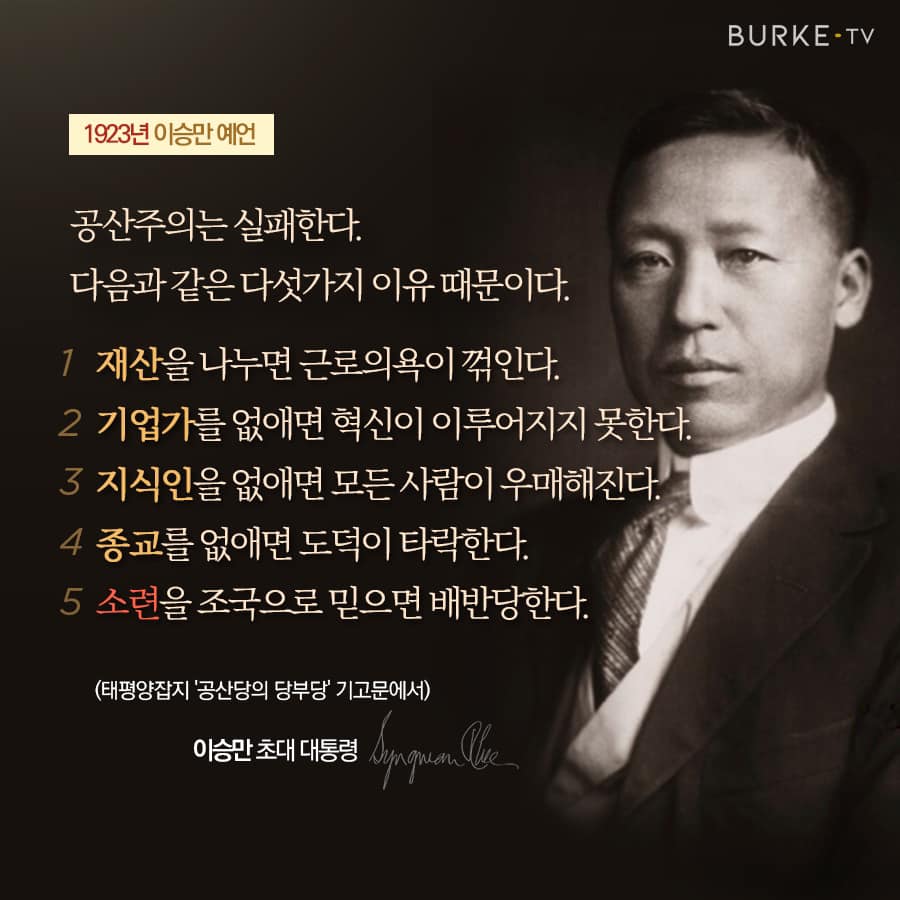 BURKE·TV
1923년 이승만 예언
공산주의는 실패한다.
다음과 같은 다섯가지 이유 때문이다.
1 재산을 나누면 근로의욕이 꺾인다.
2 기업가를 없애면 혁신이 이루어지지 못한다.
3 지식인을 없애면 모든 사람이 우매해진다.
4 종교를 없애면 도덕이 타락한다.
5 소련을 조국으로 믿으면 배반당한다.
(태평양잡지 '공산당의 당부당' 기고문에서)
이승만 초대 대통령 Syngman Rhee